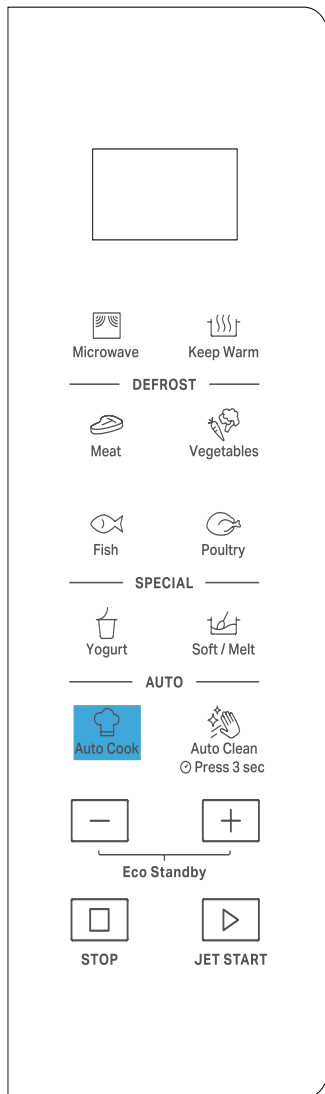 Microwave
Keep Warm
DEFROST
Meat
Vegetables
Fish
Poultry
SPECIAL
Yogurt
Soft / Melt
AUTO
Auto Cook
Auto Clean
Press 3 sec
Eco Standby
STOP
JET START